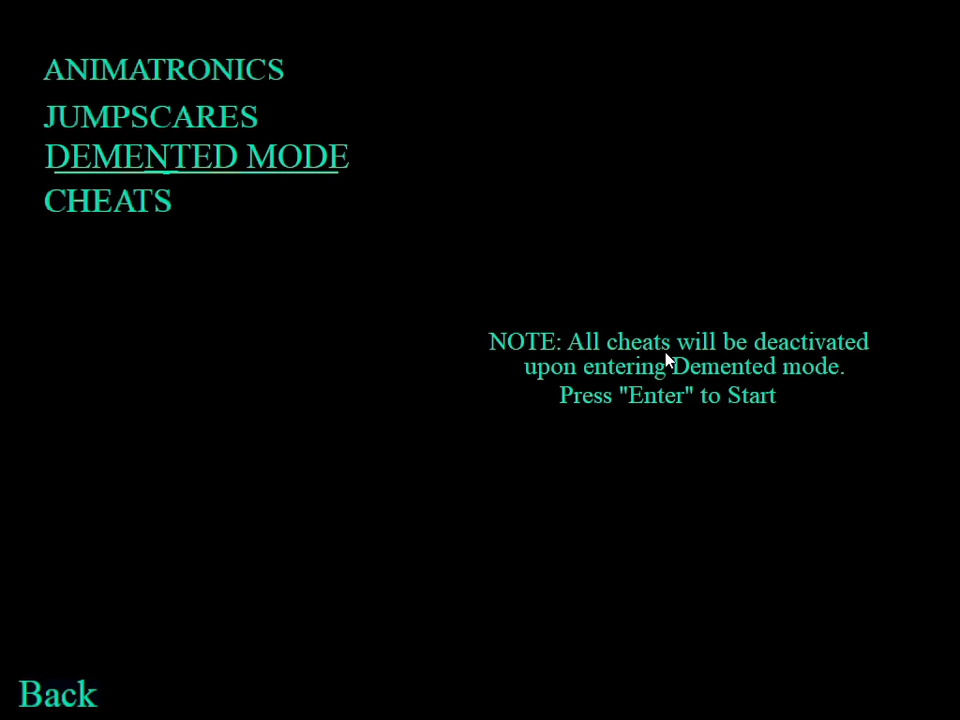 ANIMATRONICS
JUMPSCARES
DEMENTED MODE
CHEATS
NOTE: All cheats will be deactivated
upon entering Demented mode.
Press "Enter" to Start
Back